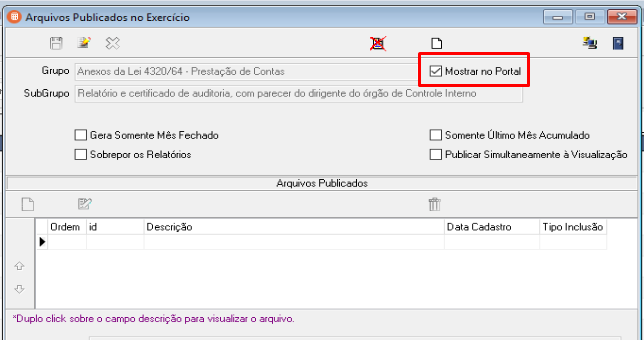 Arquivos Publicados no Exercício
Grupo Anexos da Lei 4320/64 - Prestação de Contas Mostrar no Portal
SubGrupo Relatório e certificado de auditoria, com parecer do dirigente do órgão de Controle Interno
Gera Somente Mês Fechado Somente Último Mês Acumulado
Sobrepor os Relatórios Publicar Simultaneamente à Visualização
Arquivos Publicados
Ordem id Descrição Data Cadastro Tipo Inclusão
*Duplo click sobre o campo descrição para visualizar o arquivo.